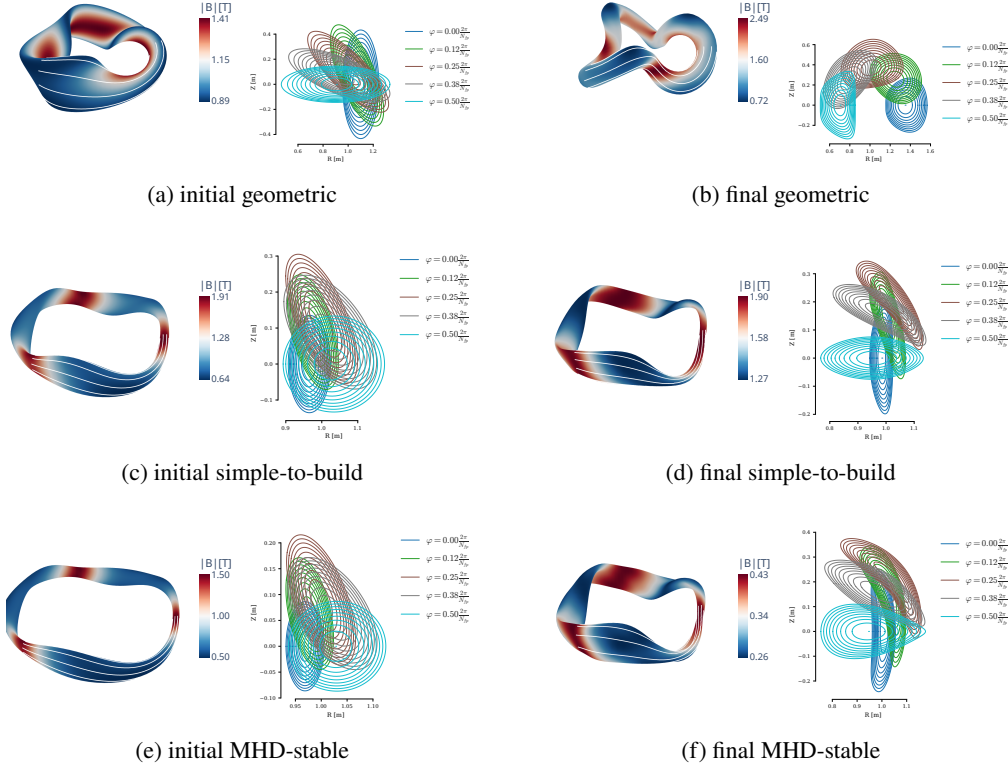 |B|[T]
1.41
1.15
0.89
Z [m]
0.4
0.2
0.0
−0.2
−0.4
0.6
0.8
1.0
1.2
R [m]
φ = 0.00 2π/N_fp
φ = 0.12 2π/N_fp
φ = 0.25 2π/N_fp
φ = 0.38 2π/N_fp
φ = 0.50 2π/N_fp
(a) initial geometric
|B|[T]
2.49
1.60
0.72
Z [m]
0.6
0.4
0.2
0.0
−0.2
0.6
0.8
1.0
1.2
1.4
1.6
R [m]
φ = 0.00 2π/N_fp
φ = 0.12 2π/N_fp
φ = 0.25 2π/N_fp
φ = 0.38 2π/N_fp
φ = 0.50 2π/N_fp
(b) final geometric
|B|[T]
1.91
1.28
0.64
Z [m]
0.3
0.2
0.1
0.0
−0.1
0.9
1.0
1.1
R [m]
φ = 0.00 2π/N_fp
φ = 0.12 2π/N_fp
φ = 0.25 2π/N_fp
φ = 0.38 2π/N_fp
φ = 0.50 2π/N_fp
(c) initial simple-to-build
|B|[T]
1.90
1.58
1.27
Z [m]
0.3
0.2
0.1
0.0
−0.1
−0.2
0.8
0.9
1.0
1.1
R [m]
φ = 0.00 2π/N_fp
φ = 0.12 2π/N_fp
φ = 0.25 2π/N_fp
φ = 0.38 2π/N_fp
φ = 0.50 2π/N_fp
(d) final simple-to-build
|B|[T]
1.50
1.00
0.50
Z [m]
0.20
0.15
0.10
0.05
0.00
−0.05
−0.10
0.95
1.00
1.05
1.10
R [m]
φ = 0.00 2π/N_fp
φ = 0.12 2π/N_fp
φ = 0.25 2π/N_fp
φ = 0.38 2π/N_fp
φ = 0.50 2π/N_fp
(e) initial MHD-stable
|B|[T]
0.43
0.34
0.26
Z [m]
0.4
0.3
0.2
0.1
0.0
−0.1
−0.2
0.8
0.9
1.0
1.1
R [m]
φ = 0.00 2π/N_fp
φ = 0.12 2π/N_fp
φ = 0.25 2π/N_fp
φ = 0.38 2π/N_fp
φ = 0.50 2π/N_fp
(f) final MHD-stable